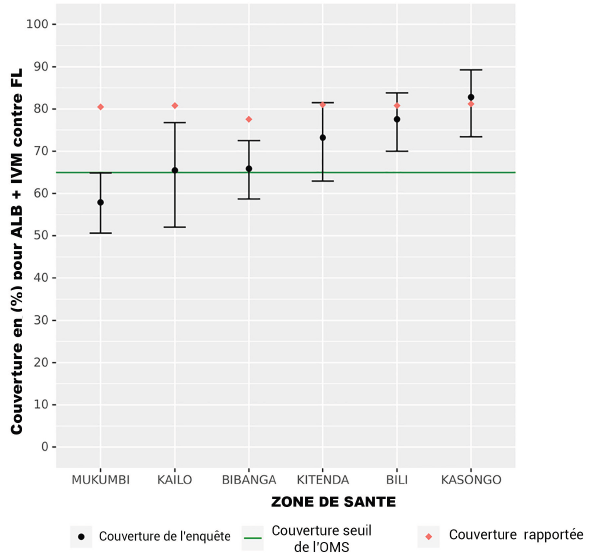 Couverture en (%) pour ALB + IVM contre FL
100
90
80
70
60
50
40
30
20
10
0
MUKUMBI KAILO BIBANGA KITENDA BILI KASONGO
ZONE DE SANTE
Couverture de l'enquête
Couverture seuil
de l'OMS
Couverture rapportée